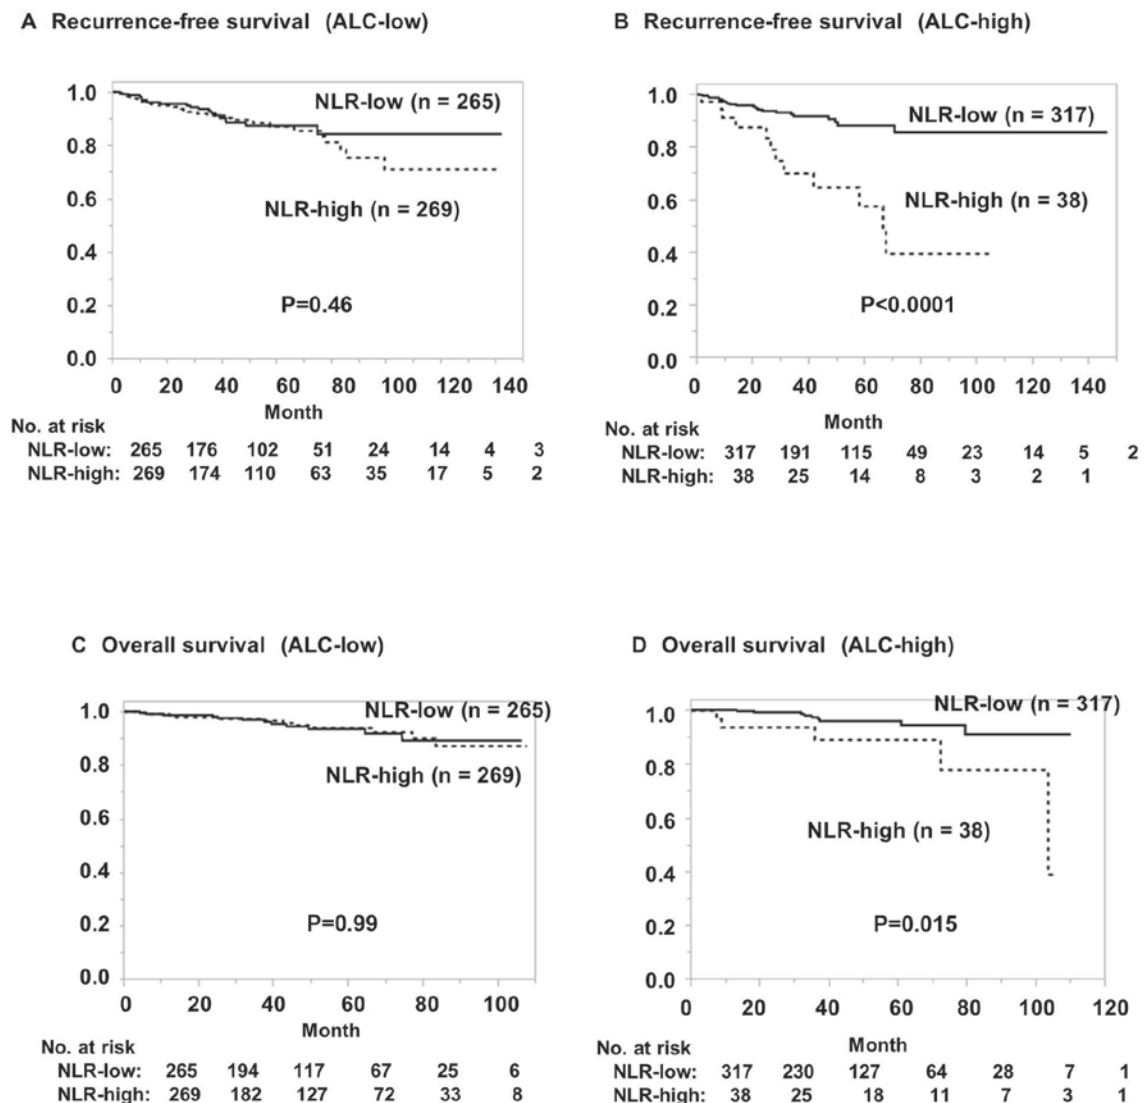 A Recurrence-free survival (ALC-low)
1.0
0.8
0.6
0.4
0.2
0.0
NLR-low (n = 265)
NLR-high (n = 269)
P=0.46
0 20 40 60 80 100 120 140
Month
No. at risk
NLR-low: 265 176 102 51 24 14 4 3
NLR-high: 269 174 110 63 35 17 5 2
B Recurrence-free survival (ALC-high)
1.0
0.8
0.6
0.4
0.2
0.0
NLR-low (n = 317)
NLR-high (n = 38)
P<0.0001
0 20 40 60 80 100 120 140
Month
No. at risk
NLR-low: 317 191 115 49 23 14 5 2
NLR-high: 38 25 14 8 3 2 1
C Overall survival (ALC-low)
1.0
0.8
0.6
0.4
0.2
0.0
NLR-low (n = 265)
NLR-high (n = 269)
P=0.99
0 20 40 60 80 100
Month
No. at risk
NLR-low: 265 194 117 67 25 6
NLR-high: 269 182 127 72 33 8
D Overall survival (ALC-high)
1.0
0.8
0.6
0.4
0.2
0.0
NLR-low (n = 317)
NLR-high (n = 38)
P=0.015
0 20 40 60 80 100 120
Month
No. at risk
NLR-low: 317 230 127 64 28 7 1
NLR-high: 38 25 18 11 7 3 1